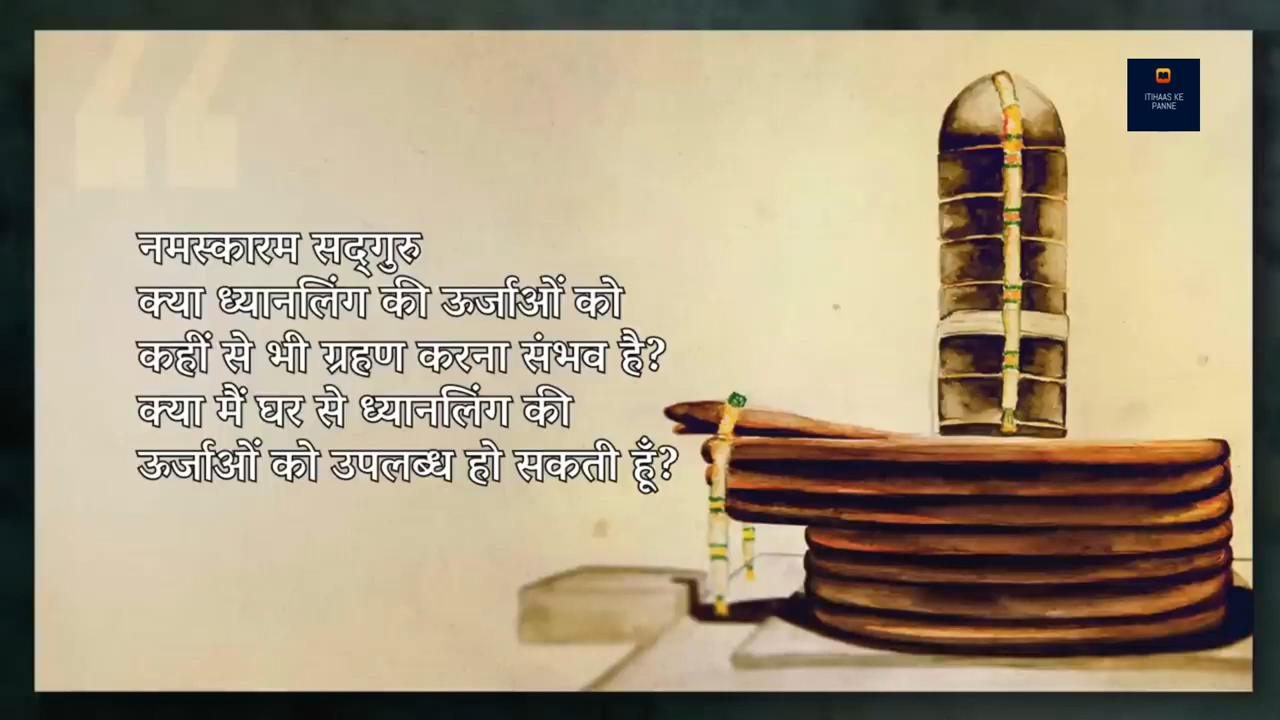 नमस्कारम सद्‌गुरु
क्या ध्यानलिंग की ऊर्जाओं को
कहीं से भी ग्रहण करना संभव है?
क्या मैं घर से ध्यानलिंग की
ऊर्जाओं को उपलब्ध हो सकती हूँ?
ITIHAAS KE
PANNE